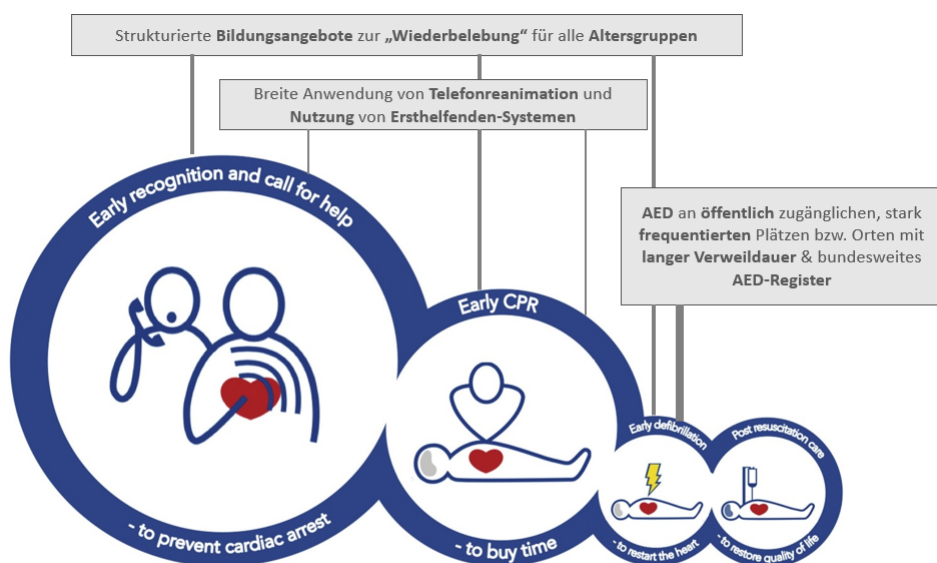 Strukturierte Bildungsangebote zur „Wiederbelebung“ für alle Altersgruppen
Breite Anwendung von Telefonreanimation und
Nutzung von Ersthelfenden-Systemen
AED an öffentlich zugänglichen, stark
frequentierten Plätzen bzw. Orten mit
langer Verweildauer & bundesweites
AED-Register
Early recognition and call for help
- to prevent cardiac arrest
Early CPR
- to buy time
Early defibrillation
- to restart the heart
Post resuscitation care
- to restore quality of life